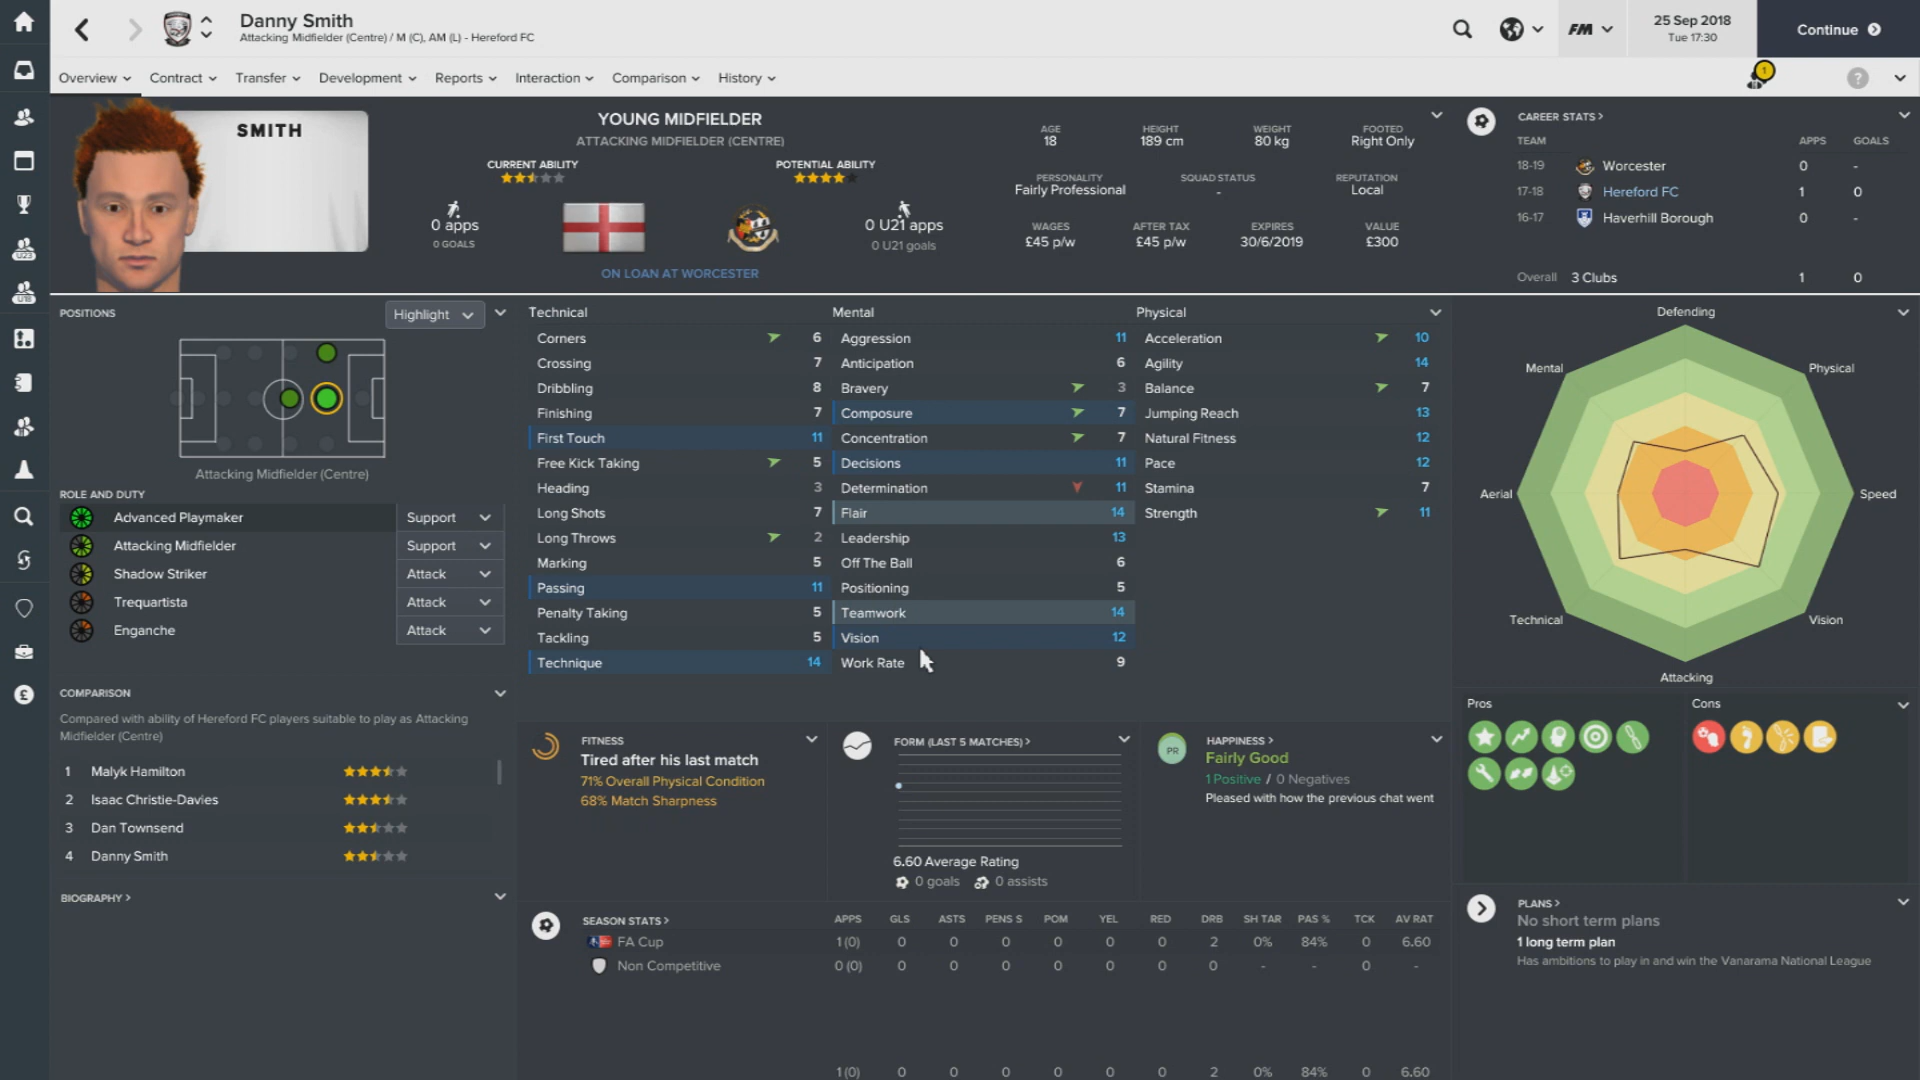 Danny Smith
Attacking Midfielder (Centre) / M (C), AM (L) - Hereford FC
FM
25 Sep 2018
Tue 17:30
Continue
Overview Contract Transfer Development Reports Interaction Comparison History
1
?
SMITH
YOUNG MIDFIELDER
ATTACKING MIDFIELDER (CENTRE)
CURRENT ABILITY
POTENTIAL ABILITY
0 apps
0 GOALS
0 U21 apps
0 U21 goals
ON LOAN AT WORCESTER
AGE HEIGHT WEIGHT FOOTED
18 189 cm 80 kg Right Only
PERSONALITY SQUAD STATUS REPUTATION
Fairly Professional - Local
WAGES AFTER TAX EXPIRES VALUE
£45 p/w £45 p/w 30/6/2019 £300
CAREER STATS >
TEAM APPS GOALS
18-19 Worcester 0 -
17-18 Hereford FC 1 0
16-17 Haverhill Borough 0 -
Overall 3 Clubs 1 0
U23
U18
POSITIONS
Highlight
Attacking Midfielder (Centre)
ROLE AND DUTY
Advanced Playmaker Support
Attacking Midfielder Support
Shadow Striker Attack
Trequartista Attack
Enganche Attack
COMPARISON
Compared with ability of Hereford FC players suitable to play as Attacking
Midfielder (Centre)
1 Malyk Hamilton
2 Isaac Christie-Davies
3 Dan Townsend
4 Danny Smith
BIOGRAPHY >
Technical
Corners 6
Crossing 7
Dribbling 8
Finishing 7
First Touch 11
Free Kick Taking 5
Heading 3
Long Shots 7
Long Throws 2
Marking 5
Passing 11
Penalty Taking 5
Tackling 5
Technique 14
Mental
Aggression 11
Anticipation 6
Bravery 3
Composure 7
Concentration 7
Decisions 11
Determination 11
Flair 14
Leadership 13
Off The Ball 6
Positioning 5
Teamwork 14
Vision 12
Work Rate 9
Physical
Acceleration 10
Agility 14
Balance 7
Jumping Reach 13
Natural Fitness 12
Pace 12
Stamina 7
Strength 11
Defending
Mental Physical
Aerial Speed
Technical Vision
Attacking
FITNESS
Tired after his last match
71% Overall Physical Condition
68% Match Sharpness
FORM (LAST 5 MATCHES) >
6.60 Average Rating
0 goals 0 assists
PR
HAPPINESS >
Fairly Good
1 Positive / 0 Negatives
Pleased with how the previous chat went
Pros
Cons
SEASON STATS > APPS GLS ASTS PENS S POM YEL RED DRB SH TAR PAS % TCK AV RAT
FA Cup 1 (0) 0 0 0 0 0 0 2 0% 84% 0 6.60
Non Competitive 0 (0) 0 0 0 0 0 0 0 - - 0 -
1 (0) 0 0 0 0 0 0 2 0% 84% 0 6.60
PLANS >
No short term plans
1 long term plan
Has ambitions to play in and win the Vanarama National League